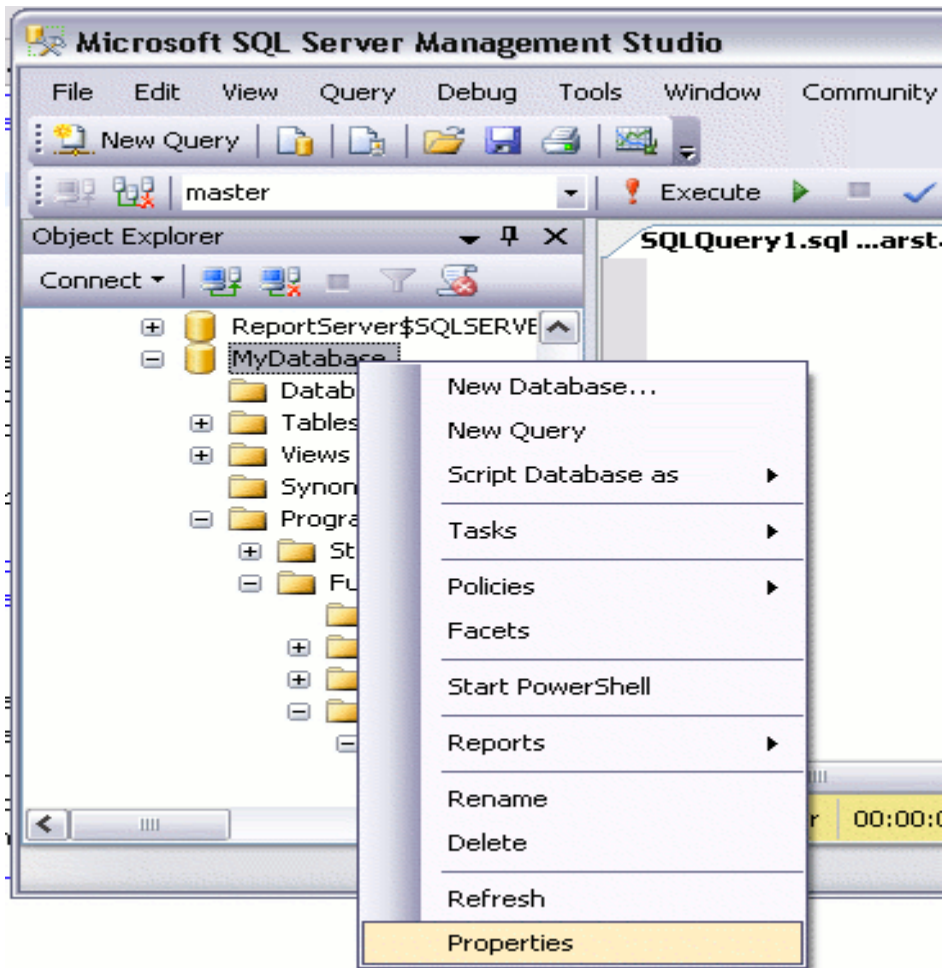 Microsoft SQL Server Management Studio
File Edit View Query Debug Tools Window Community
New Query
master Execute
Object Explorer SQLQuery1.sql ...arst.
Connect
ReportServer$SQLSERVE
MyDatabase
Datab
Tables
Views
Synon
Progra
St
Fu
New Database...
New Query
Script Database as
Tasks
Policies
Facets
Start PowerShell
Reports
Rename
Delete
Refresh
Properties
r 00:00:0